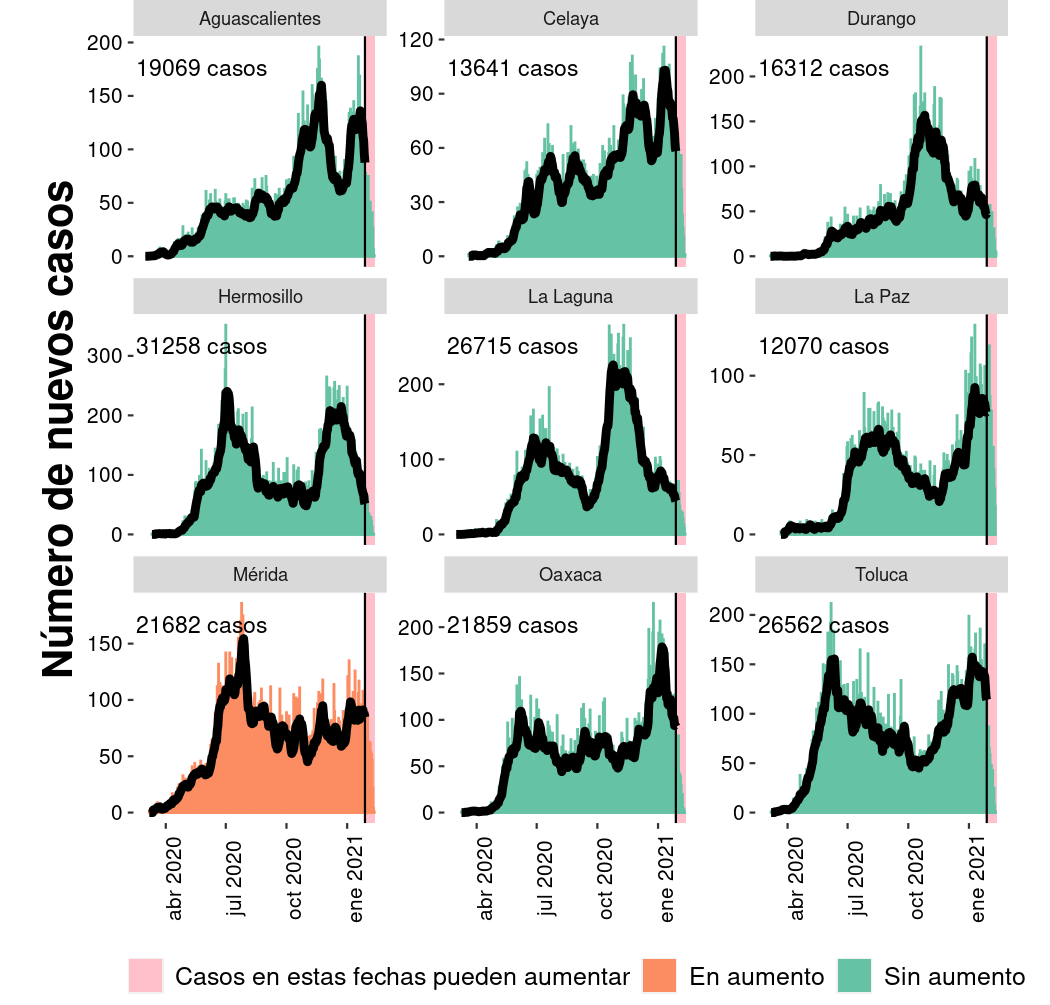 Número de nuevos casos
Aguascalientes
Celaya
Durango
200
150
100
50
0
19069 casos
120
90
60
30
0
13641 casos
200
150
100
50
0
16312 casos
Hermosillo
La Laguna
La Paz
300
200
100
0
31258 casos
200
100
0
26715 casos
100
50
0
12070 casos
Mérida
Oaxaca
Toluca
150
100
50
0
21682 casos
200
150
100
50
0
21859 casos
200
150
100
50
0
26562 casos
abr 2020
jul 2020
oct 2020
ene 2021
abr 2020
jul 2020
oct 2020
ene 2021
abr 2020
jul 2020
oct 2020
ene 2021
Casos en estas fechas pueden aumentar
En aumento
Sin aumento